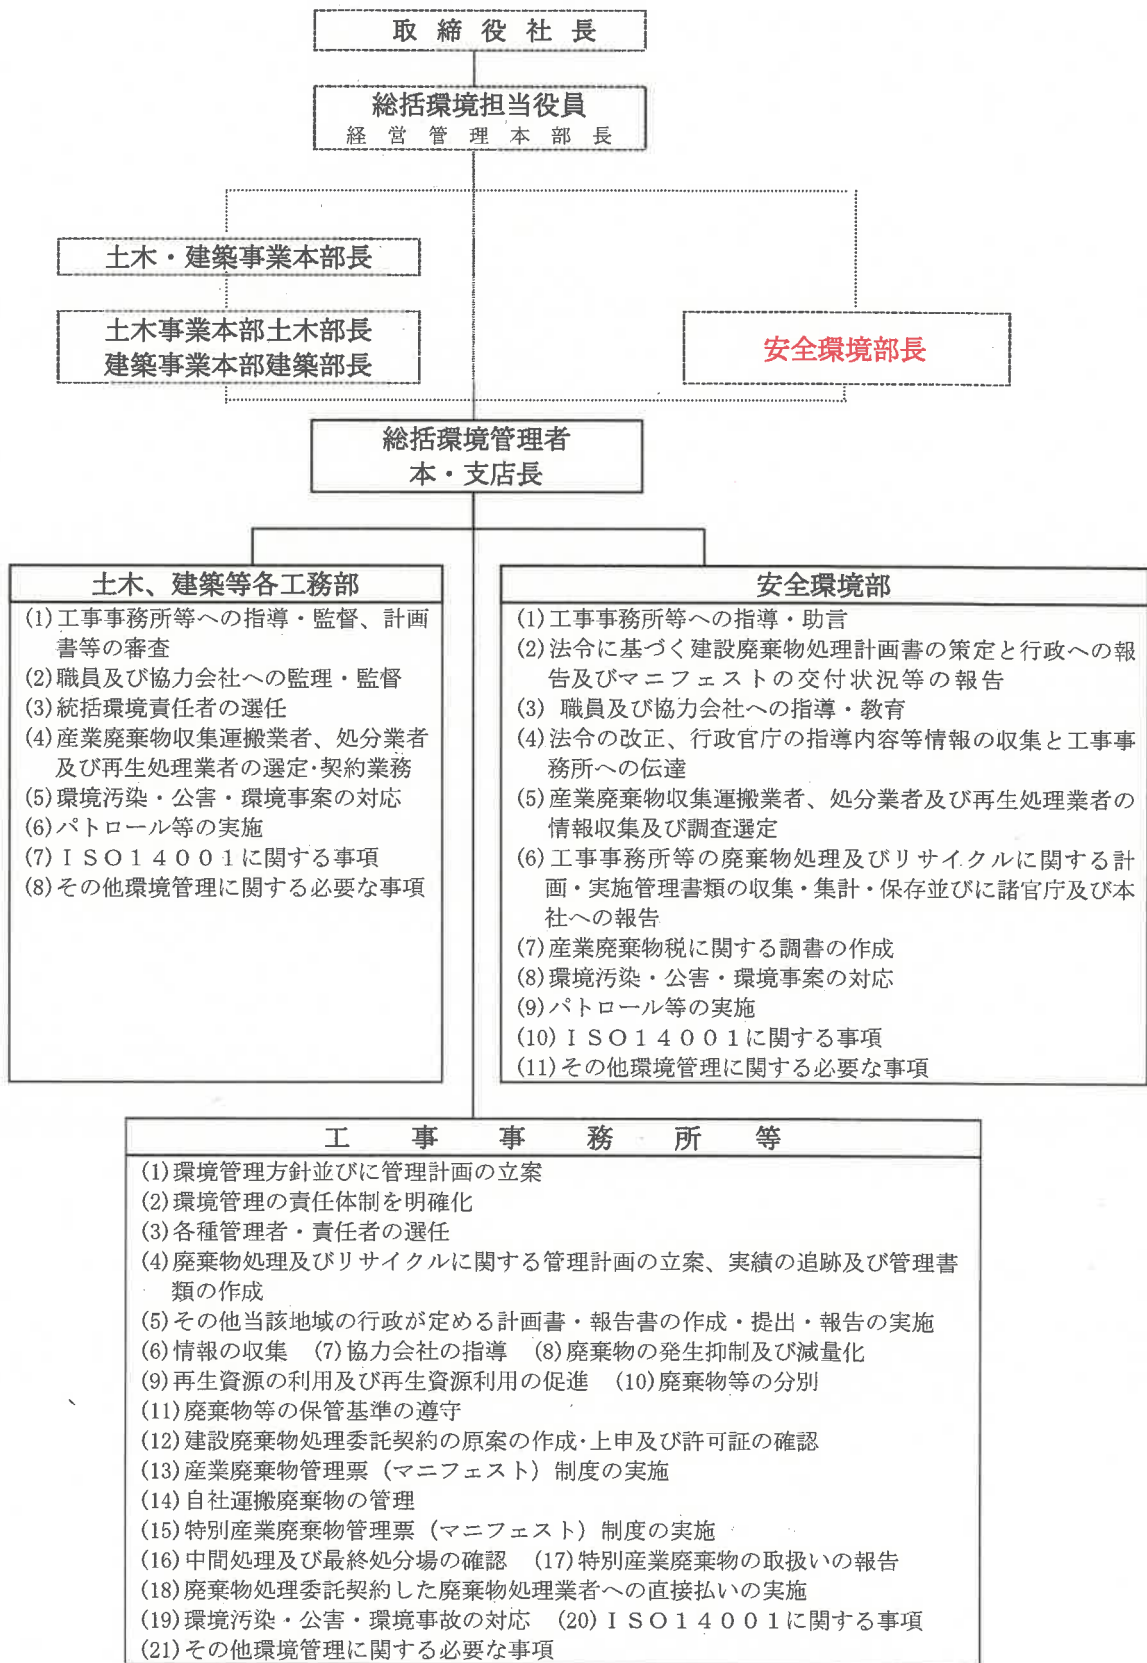 取締役社長
総括環境担当役員
経営管理本部長
土木・建築事業本部長
土木事業本部土木部長
建築事業本部建築部長
安全環境部長
総括環境管理者
本・支店長
土木、建築等各工務部
(1)工事事務所等への指導・監督、計画
書等の審査
(2)職員及び協力会社への監理・監督
(3)統括環境責任者の選任
(4)産業廃棄物収集運搬業者、処分業者
及び再生処理業者の選定・契約業務
(5)環境汚染・公害・環境事案の対応
(6)パトロール等の実施
(7)ISO14001に関する事項
(8)その他環境管理に関する必要な事項
安全環境部
(1)工事事務所等への指導・助言
(2)法令に基づく建設廃棄物処理計画書の策定と行政への報
告及びマニフェストの交付状況等の報告
(3) 職員及び協力会社への指導・教育
(4)法令の改正、行政官庁の指導内容等情報の収集と工事事
務所への伝達
(5)産業廃棄物収集運搬業者、処分業者及び再生処理業者の
情報収集及び調査選定
(6)工事事務所等の廃棄物処理及びリサイクルに関する計
画・実施管理書類の収集・集計・保存並びに諸官庁及び本
社への報告
(7)産業廃棄物税に関する調書の作成
(8)環境汚染・公害・環境事案の対応
(9)パトロール等の実施
(10)ISO14001に関する事項
(11)その他環境管理に関する必要な事項
工事事務所等
(1)環境管理方針並びに管理計画の立案
(2)環境管理の責任体制を明確化
(3)各種管理者・責任者の選任
(4)廃棄物処理及びリサイクルに関する管理計画の立案、実績の追跡及び管理書
類の作成
(5)その他当該地域の行政が定める計画書・報告書の作成・提出・報告の実施
(6)情報の収集 (7)協力会社の指導 (8)廃棄物の発生抑制及び減量化
(9)再生資源の利用及び再生資源利用の促進 (10)廃棄物等の分別
(11)廃棄物等の保管基準の遵守
(12)建設廃棄物処理委託契約の原案の作成・上申及び許可証の確認
(13)産業廃棄物管理票（マニフェスト）制度の実施
(14)自社運搬廃棄物の管理
(15)特別産業廃棄物管理票（マニフェスト）制度の実施
(16)中間処理及び最終処分場の確認 (17)特別産業廃棄物の取扱いの報告
(18)廃棄物処理委託契約した廃棄物処理業者への直接払いの実施
(19)環境汚染・公害・環境事故の対応 (20)ISO14001に関する事項
(21)その他環境管理に関する必要な事項